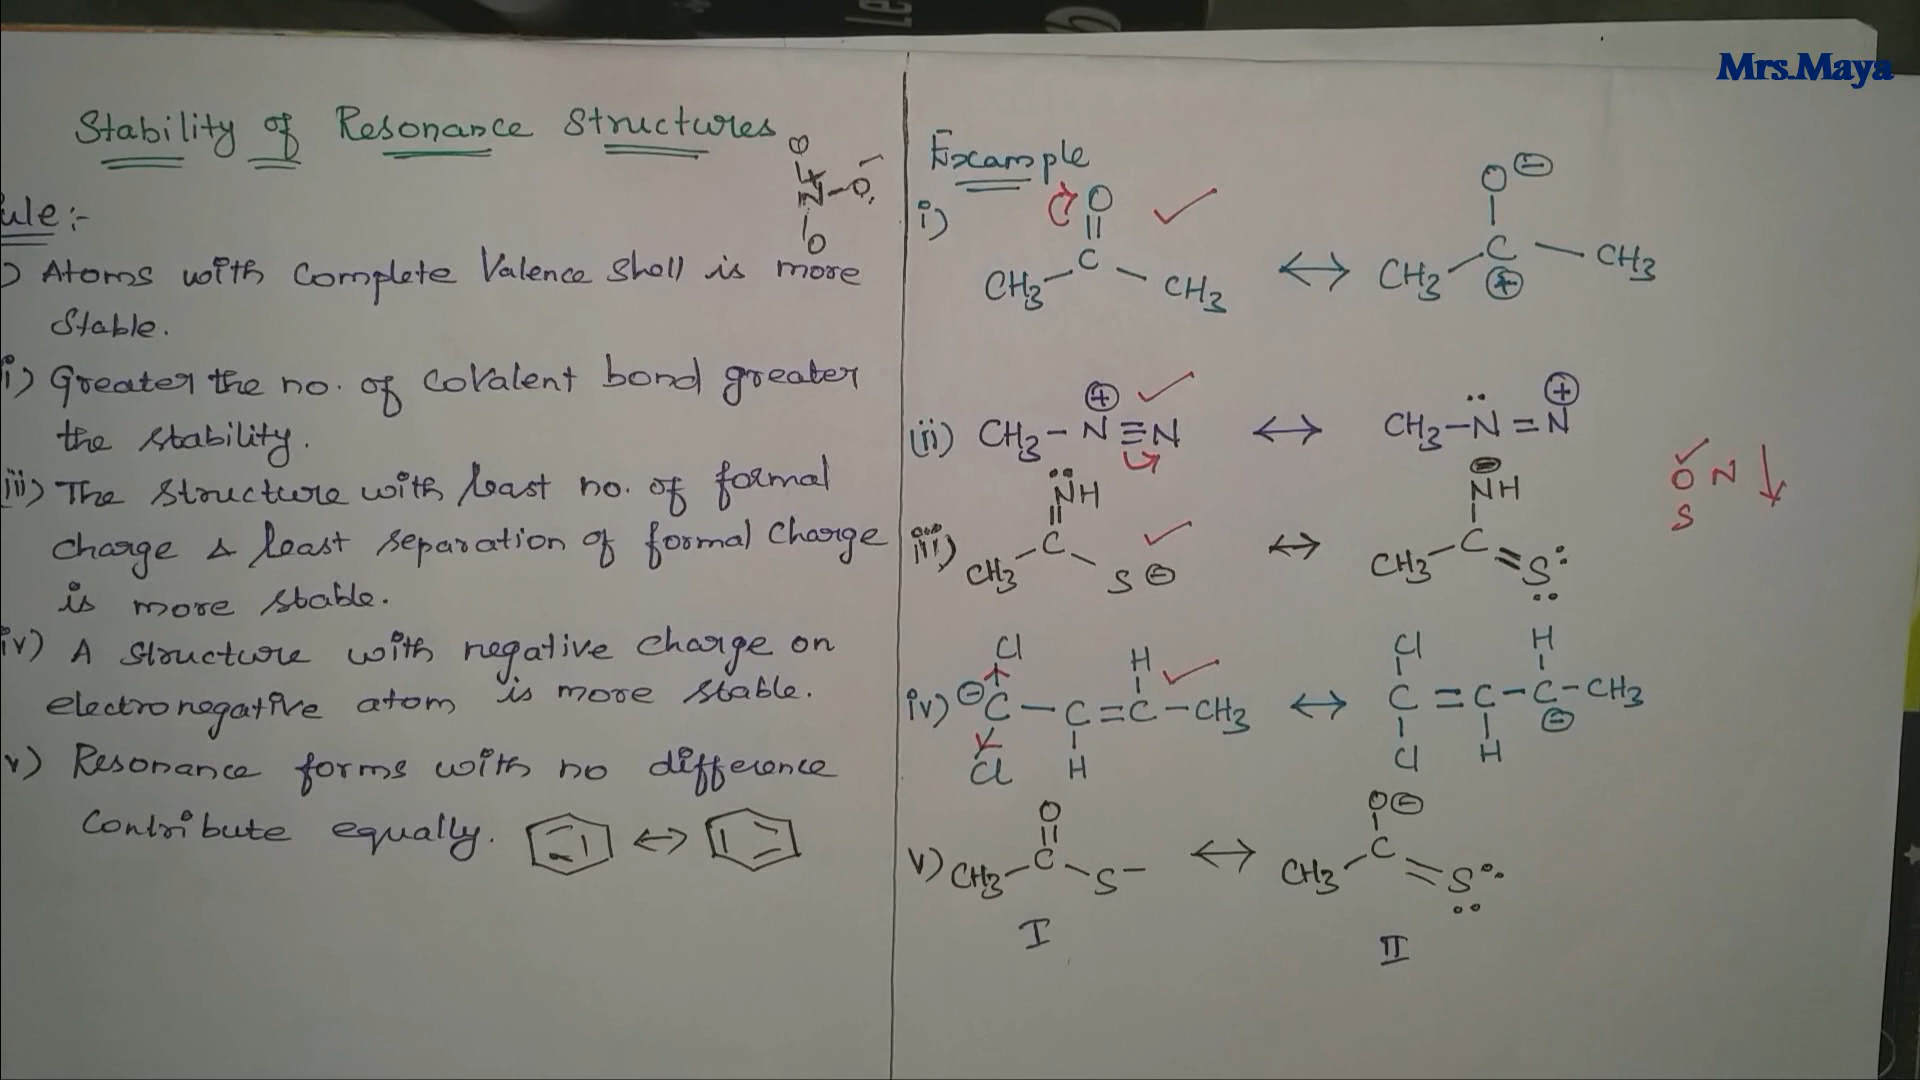 Mrs.Maya
Stability of Resonance Structures
ule:-
Atoms with Complete Valence Shell is more
Stable.
i) Greater the no. of covalent bond greater
the stability.
iii) The structure with least no. of formal
charge & least separation of formal charge
is more stable.
iv) A structure with negative charge on
electronegative atom is more stable.
v) Resonance forms with no difference
Contribute equally.
O
+
N-O
O
Example
i)
O
||
CH3 C CH3 ↔ CH3 C CH3
O ⊖
⊕
(ii) CH3-N≡N ↔ CH3-N=N
⊕ ⊕
iii)
NH
||
CH3 C S ⊖ ↔ CH3 C=S
⊖
NH
O N ↓
S
iv)
Cl H Cl H
⊖ C-C=C-CH3 ↔ C=C-C-CH3
Cl H Cl H ⊖
v)
O O⊖
CH3-C-S- ↔ CH3 C=S
I II